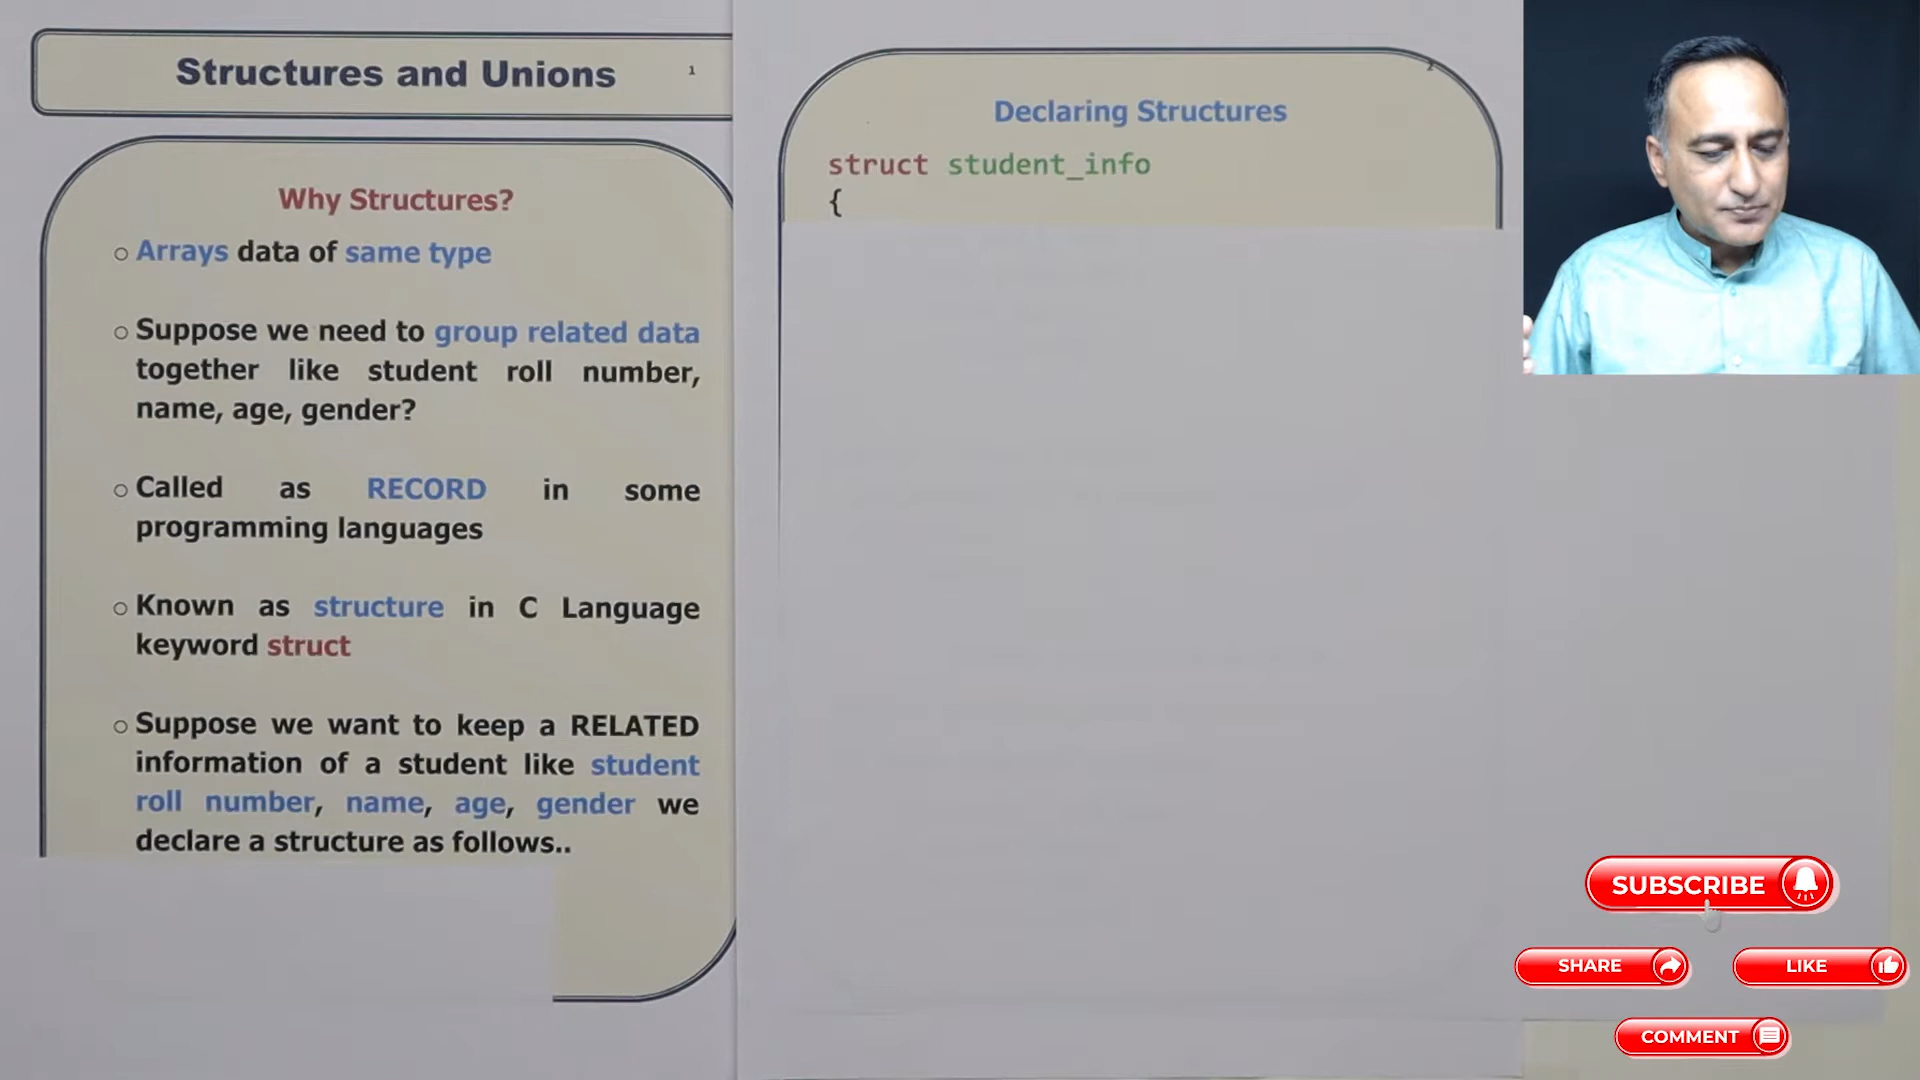 Structures and Unions 1
Why Structures?
○ Arrays data of same type
○ Suppose we need to group related data
together like student roll number,
name, age, gender?
○ Called as RECORD in some
programming languages
○ Known as structure in C Language
keyword struct
○ Suppose we want to keep a RELATED
information of a student like student
roll number, name, age, gender we
declare a structure as follows..
2
Declaring Structures
struct student_info
{
SUBSCRIBE
SHARE
LIKE
COMMENT